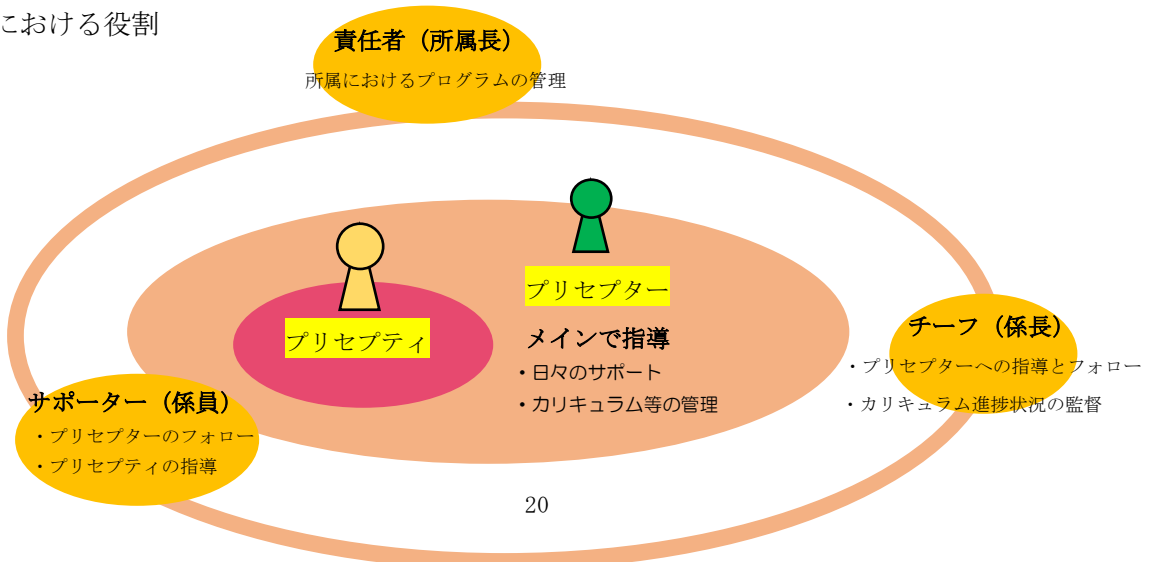 における役割
責任者（所属長）
所属におけるプログラムの管理
プリセプター
プリセプティ
メインで指導
・日々のサポート
・カリキュラム等の管理
チーフ（係長）
・プリセプターへの指導とフォロー
・カリキュラム進捗状況の監督
サポーター（係員）
・プリセプターのフォロー
・プリセプティの指導
20